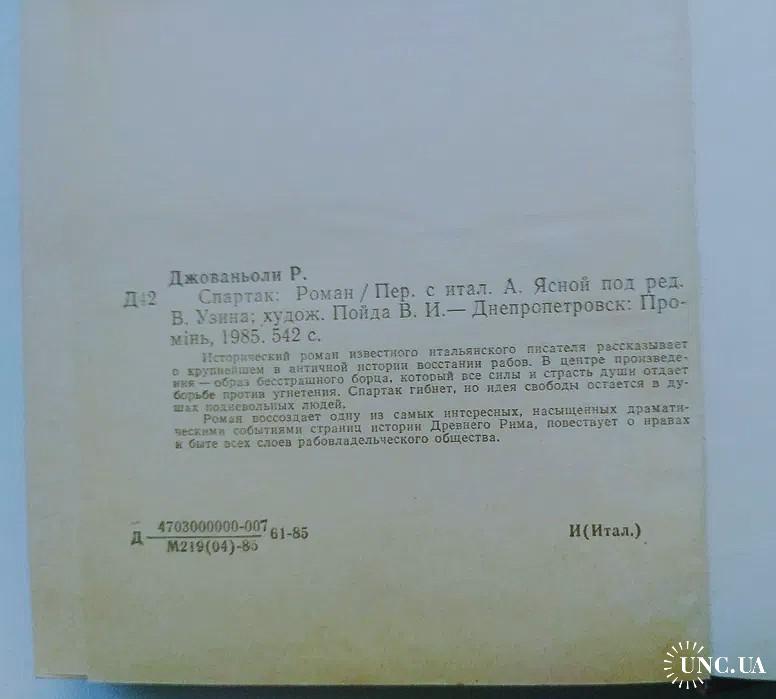 Джованьоли Р.
Д42 Спартак: Роман / Пер. с итал. А. Ясной под ред.
В. Узина; худож. Пойда В. И.— Днепропетровск: Про-
мінь, 1985. 542 с.
Исторический роман известного итальянского писателя рассказывает
о крупнейшем в античной истории восстании рабов. В центре произведе-
ния — образ бесстрашного борца, который все силы и страсть души отдает
борьбе против угнетения. Спартак гибнет, но идея свободы остается в ду-
шах подневольных людей.
Роман воссоздает одну из самых интересных, насыщенных драмати-
ческими событиями страниц истории Древнего Рима, повествует о нравах
и быте всех слоев рабовладельческого общества.
4703000000-007
Д 61-85 И(Итал.)
М219(04)-85
UNC.UA